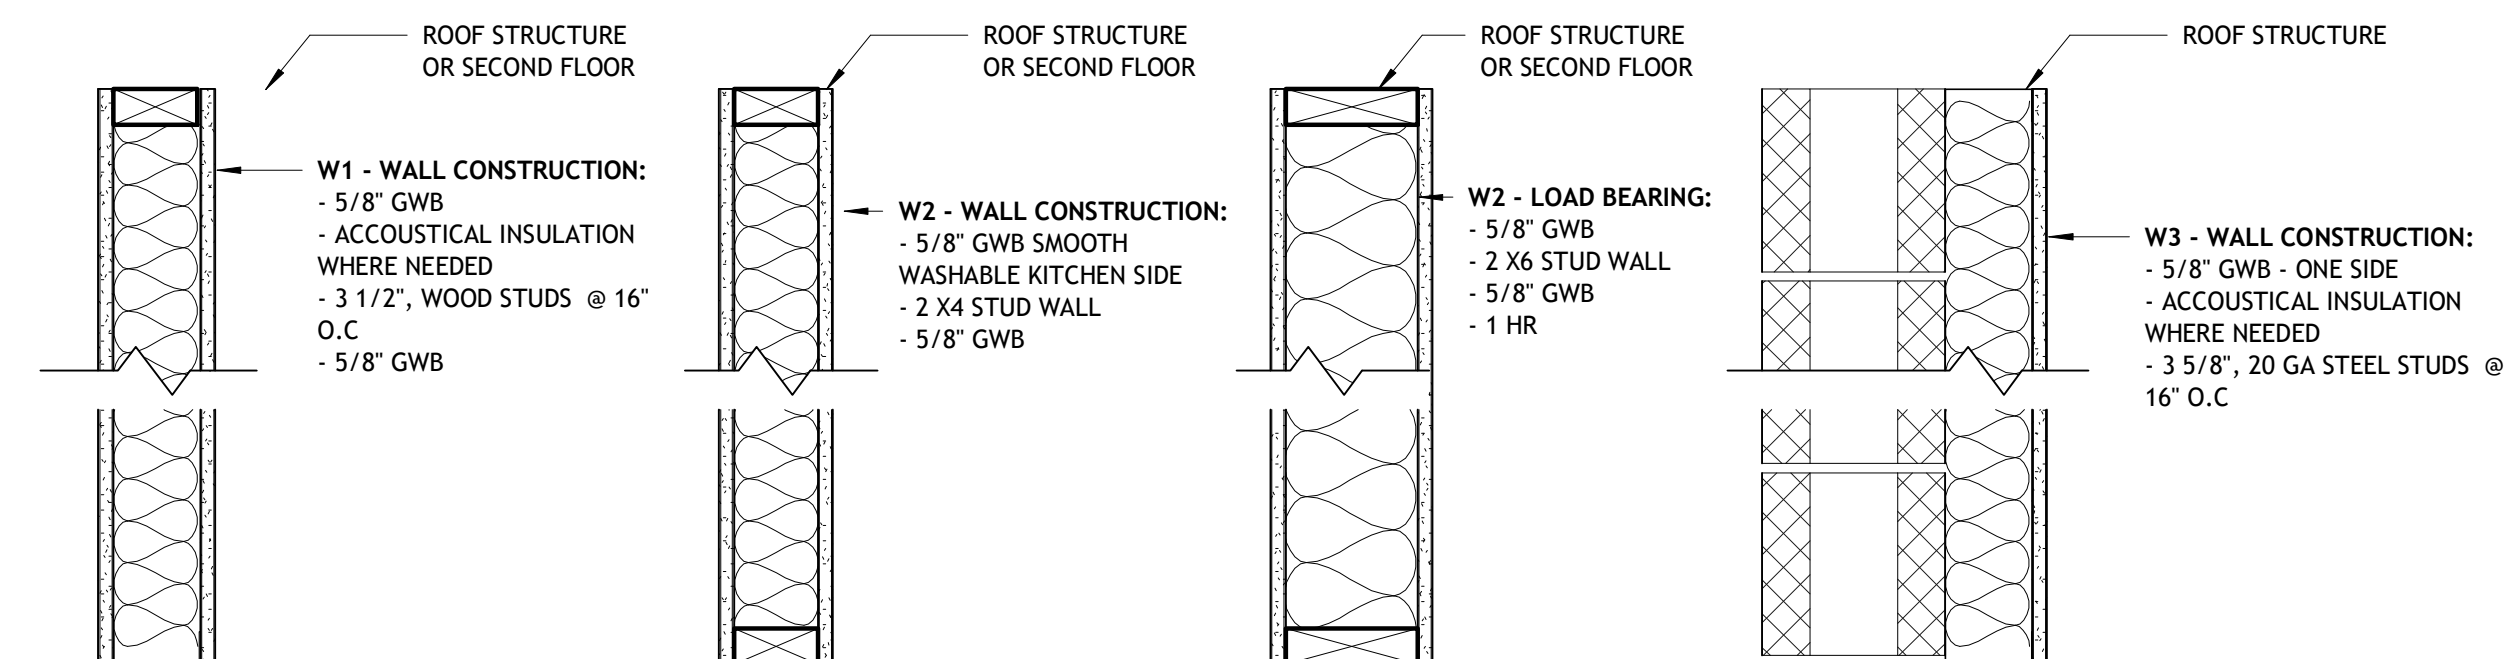 ROOF STRUCTURE
OR SECOND FLOOR
W1 - WALL CONSTRUCTION:
- 5/8" GWB
- ACCOUSTICAL INSULATION
WHERE NEEDED
- 3 1/2", WOOD STUDS @ 16"
O.C
- 5/8" GWB
ROOF STRUCTURE
OR SECOND FLOOR
W2 - WALL CONSTRUCTION:
- 5/8" GWB SMOOTH
WASHABLE KITCHEN SIDE
- 2 X4 STUD WALL
- 5/8" GWB
ROOF STRUCTURE
OR SECOND FLOOR
W2 - LOAD BEARING:
- 5/8" GWB
- 2 X6 STUD WALL
- 5/8" GWB
- 1 HR
ROOF STRUCTURE
W3 - WALL CONSTRUCTION:
- 5/8" GWB - ONE SIDE
- ACCOUSTICAL INSULATION
WHERE NEEDED
- 3 5/8", 20 GA STEEL STUDS @
16" O.C